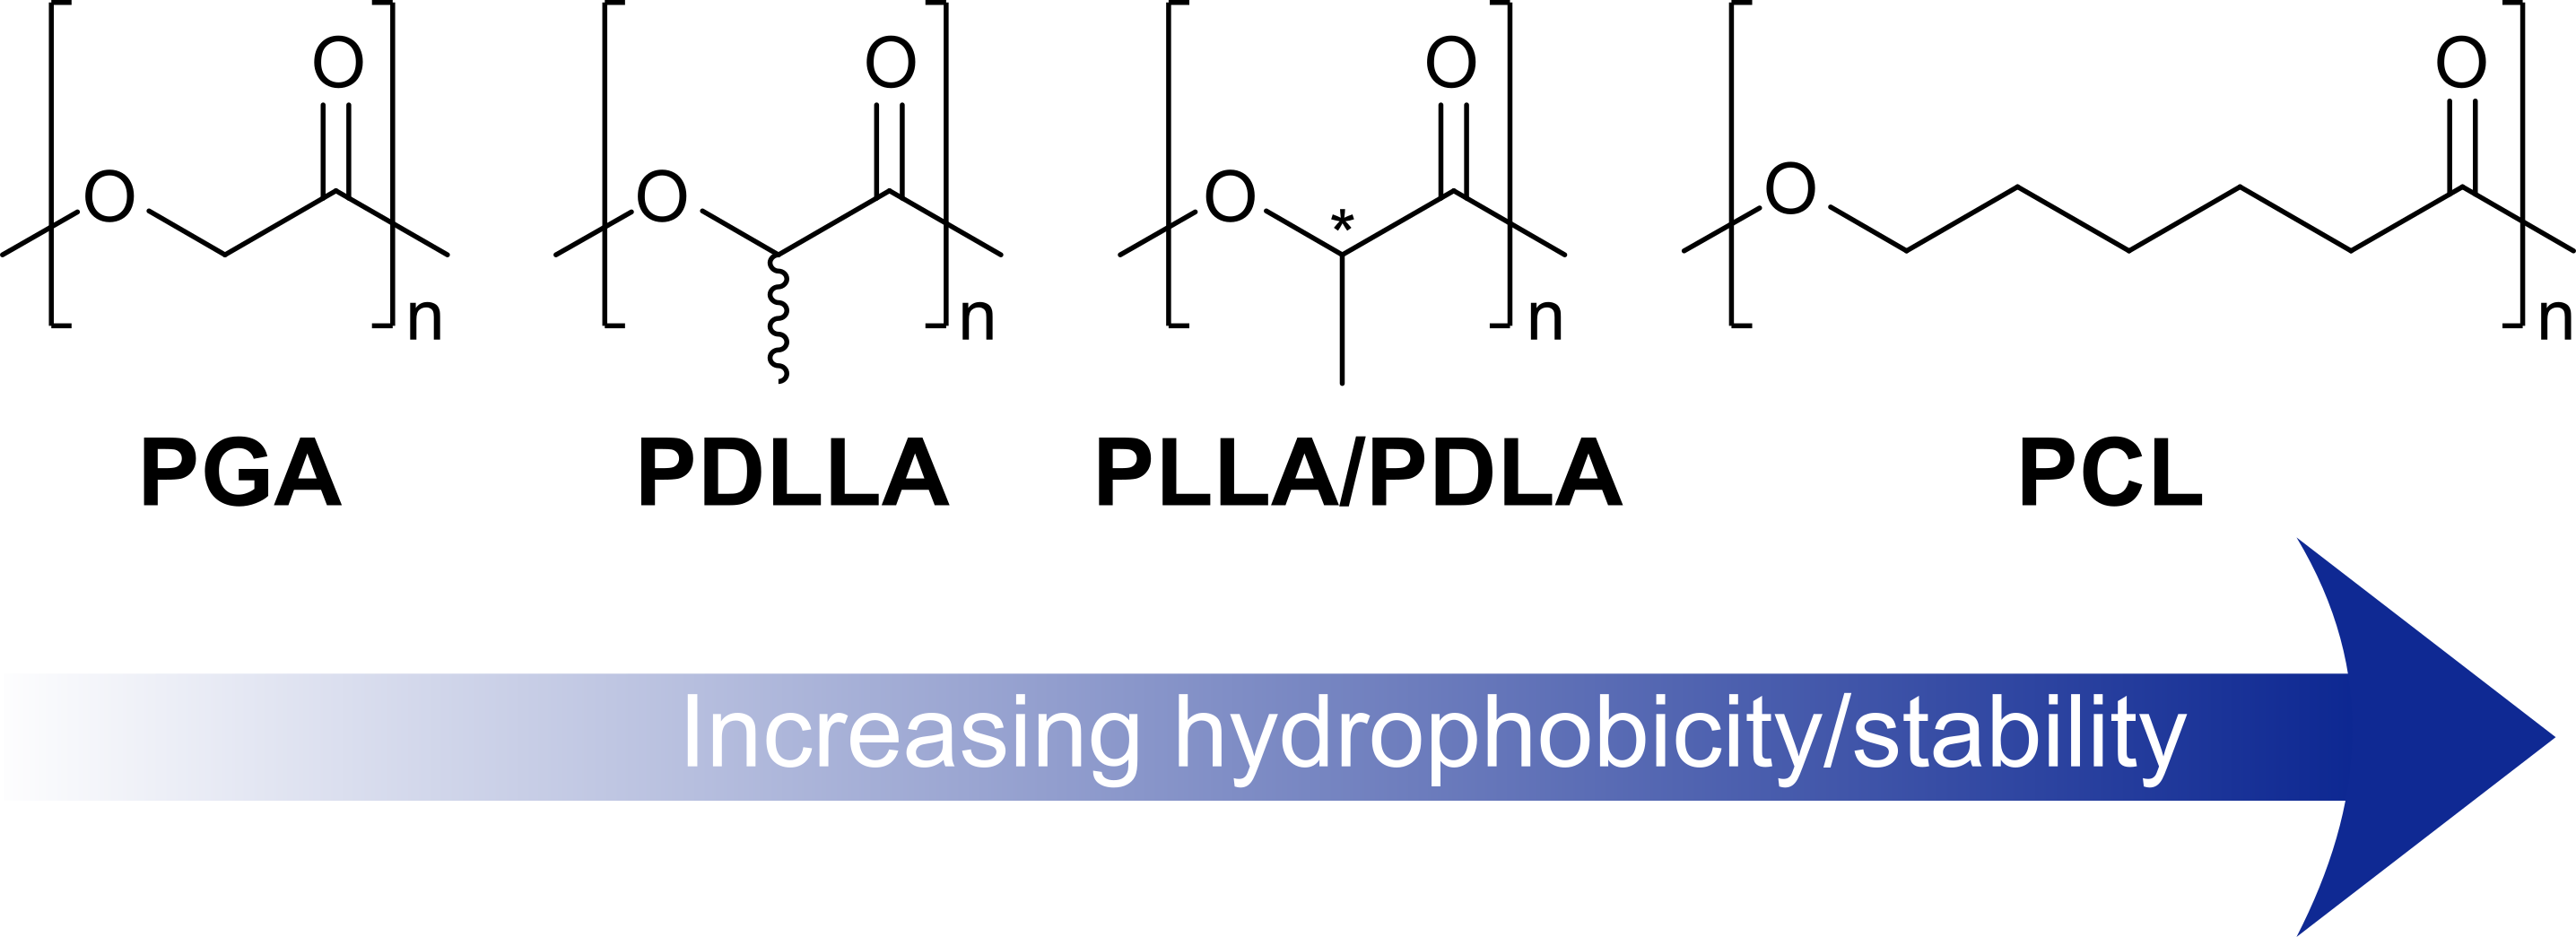 O O O O
O O * O O
n n n n
PGA PDLLA PLLA/PDLA PCL
Increasing hydrophobicity/stability